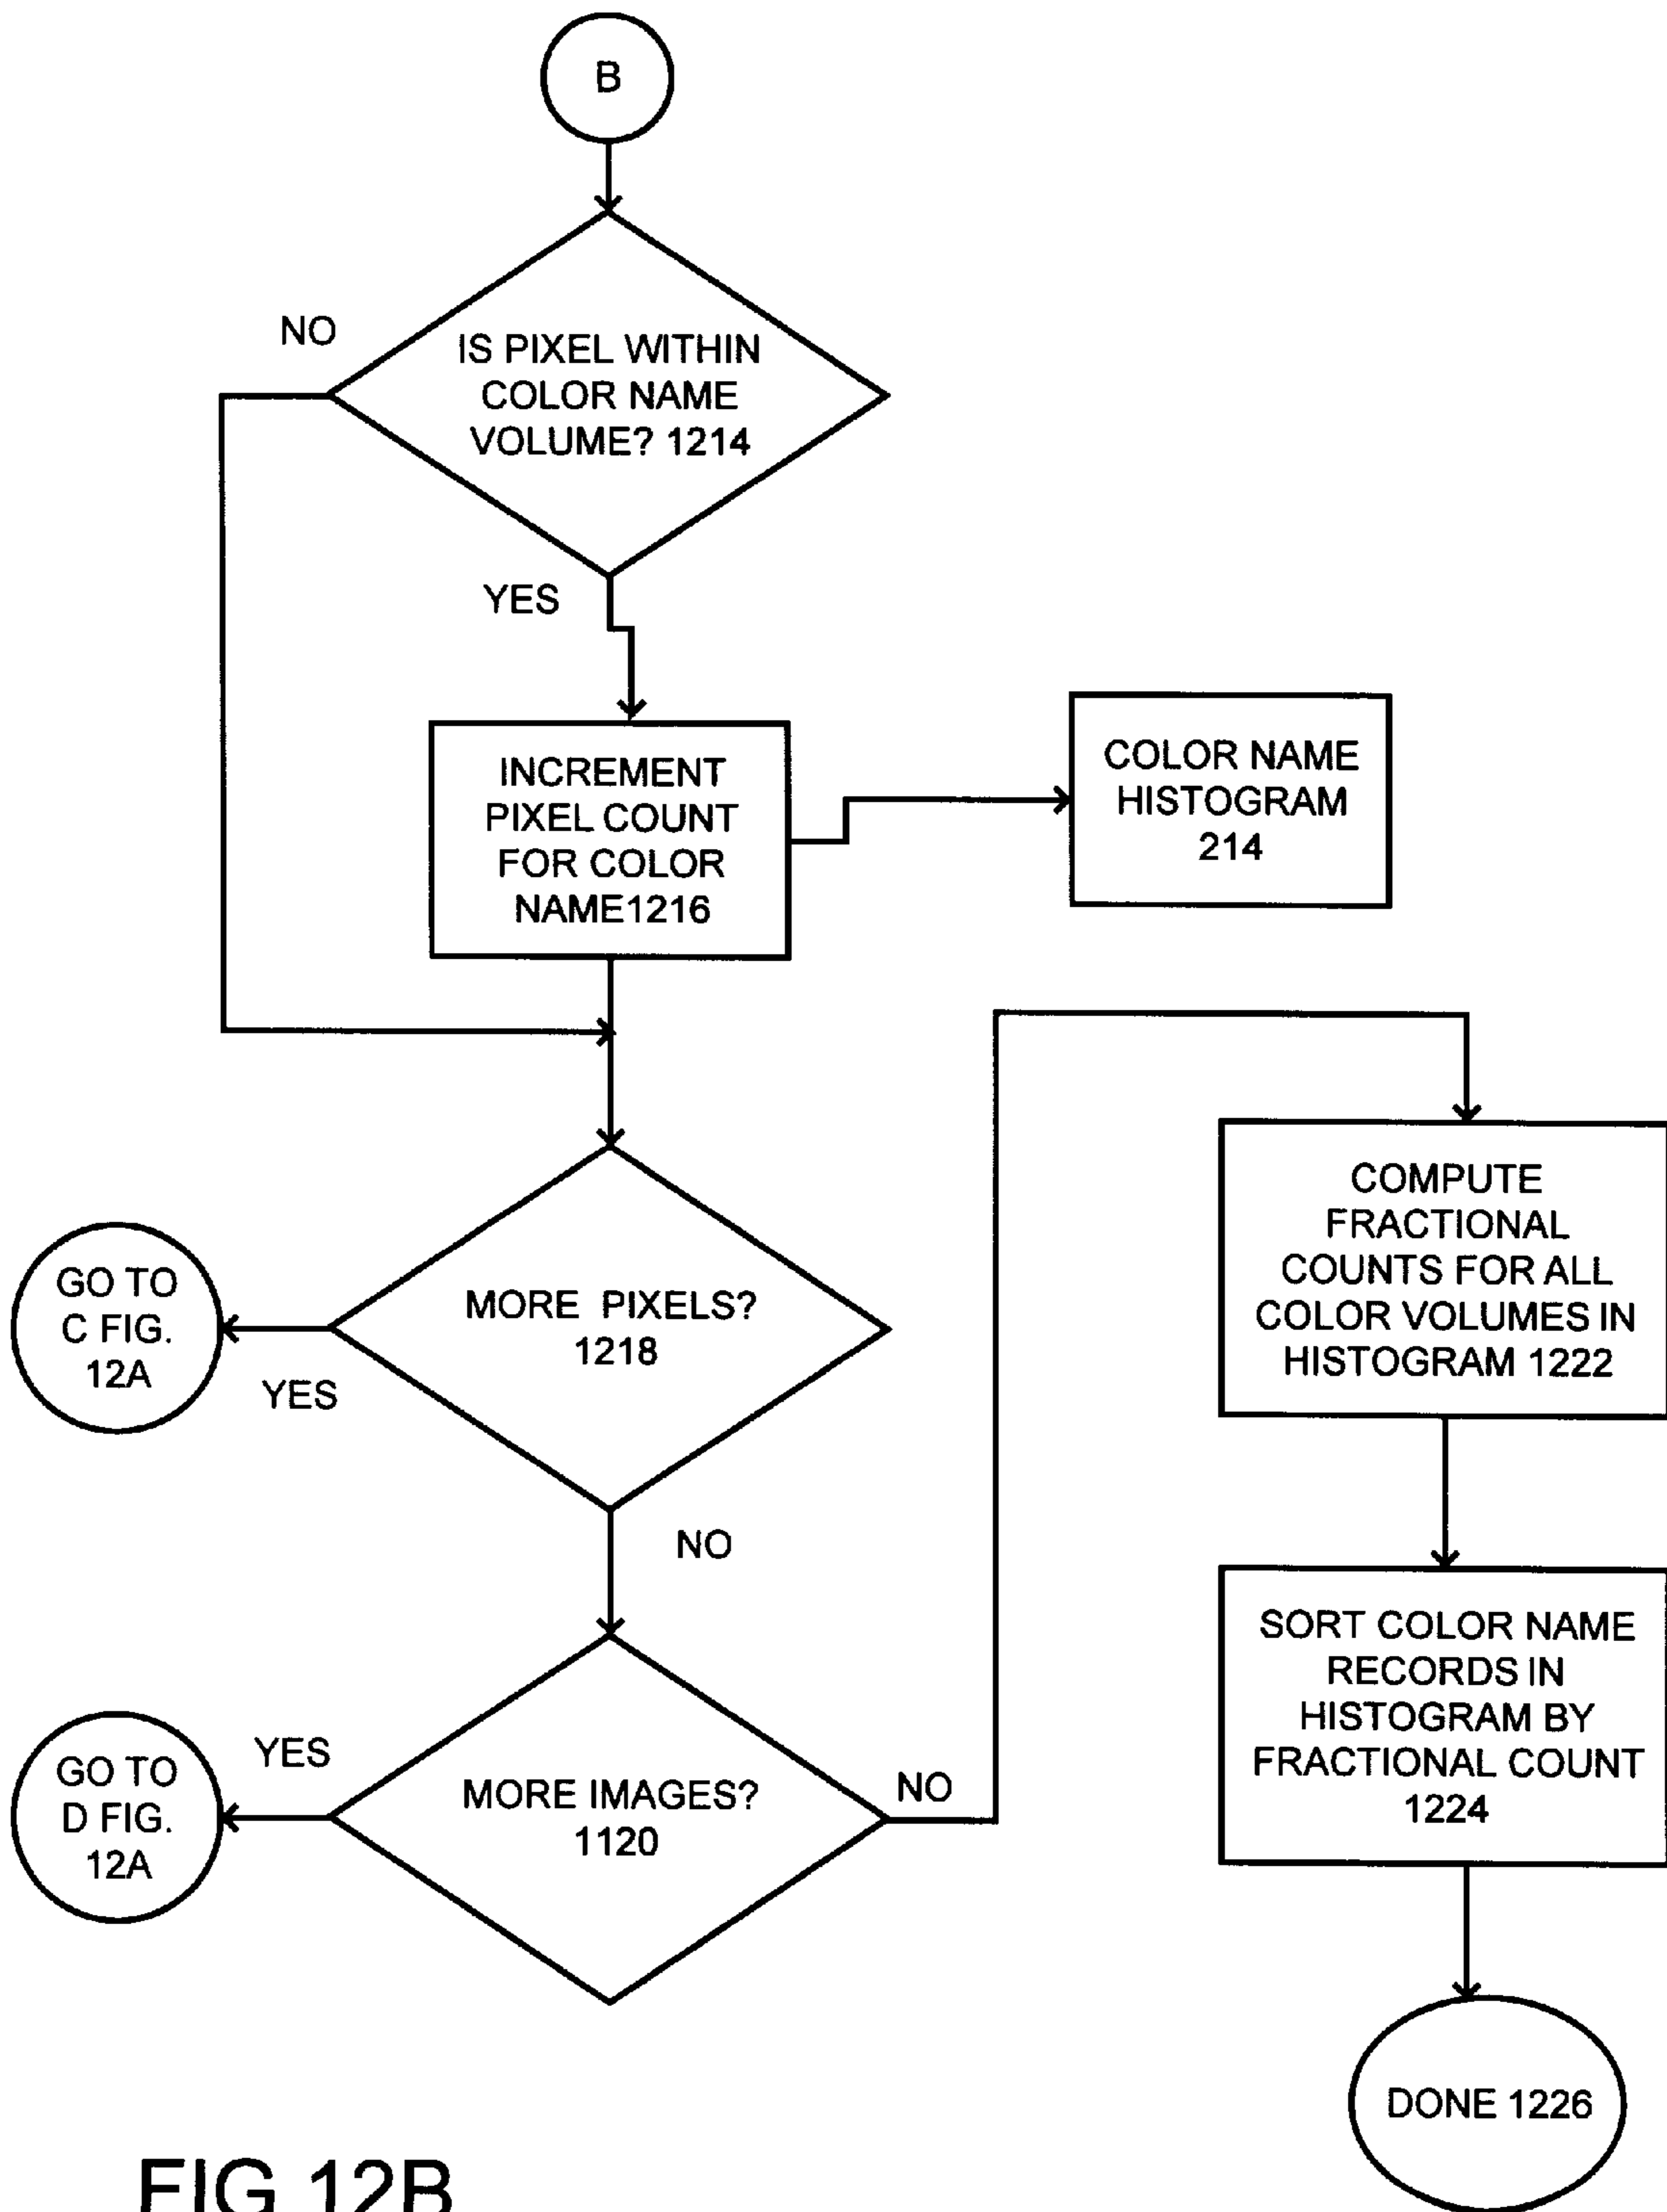 B
NO
IS PIXEL WITHIN
COLOR NAME
VOLUME? 1214
YES
INCREMENT
PIXEL COUNT
FOR COLOR
NAME1216
COLOR NAME
HISTOGRAM
214
GO TO
C FIG.
12A
YES
MORE PIXELS?
1218
NO
GO TO
D FIG.
12A
YES
MORE IMAGES?
1120
NO
COMPUTE
FRACTIONAL
COUNTS FOR ALL
COLOR VOLUMES IN
HISTOGRAM 1222
SORT COLOR NAME
RECORDS IN
HISTOGRAM BY
FRACTIONAL COUNT
1224
DONE 1226
FIG 12B